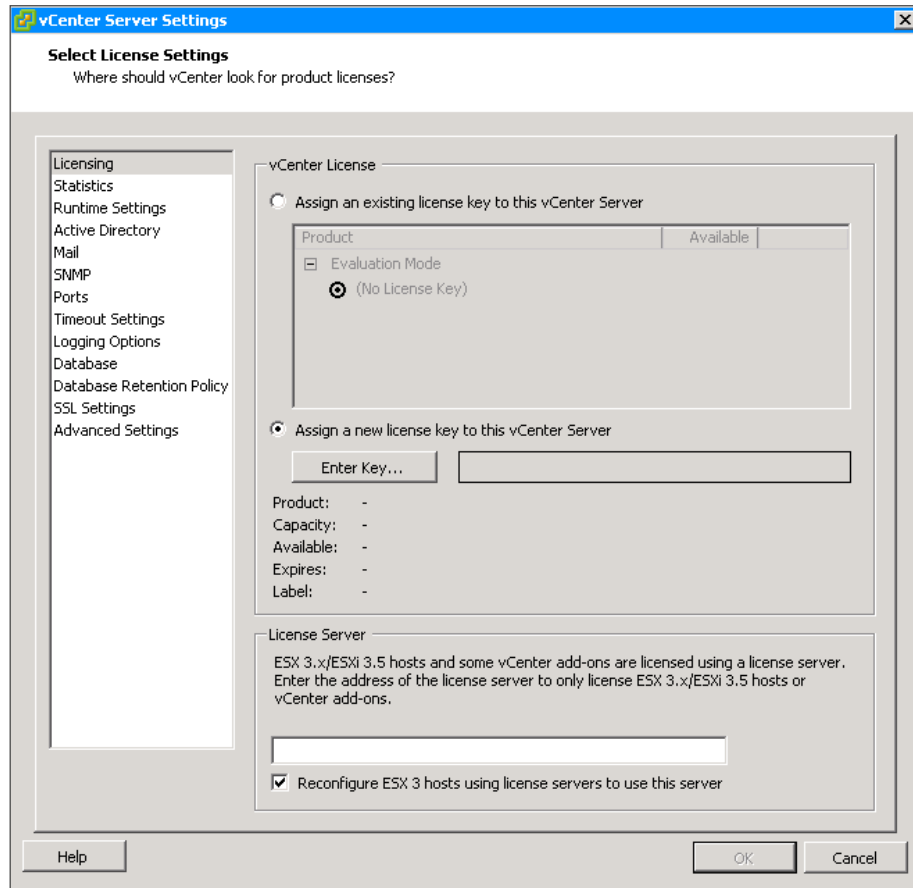 vCenter Server Settings
Select License Settings
Where should vCenter look for product licenses?
Licensing
Statistics
Runtime Settings
Active Directory
Mail
SNMP
Ports
Timeout Settings
Logging Options
Database
Database Retention Policy
SSL Settings
Advanced Settings
vCenter License
Assign an existing license key to this vCenter Server
Product Available
Evaluation Mode
(No License Key)
Assign a new license key to this vCenter Server
Enter Key...
Product: -
Capacity: -
Available: -
Expires: -
Label: -
License Server
ESX 3.x/ESXi 3.5 hosts and some vCenter add-ons are licensed using a license server.
Enter the address of the license server to only license ESX 3.x/ESXi 3.5 hosts or
vCenter add-ons.
Reconfigure ESX 3 hosts using license servers to use this server
Help OK Cancel